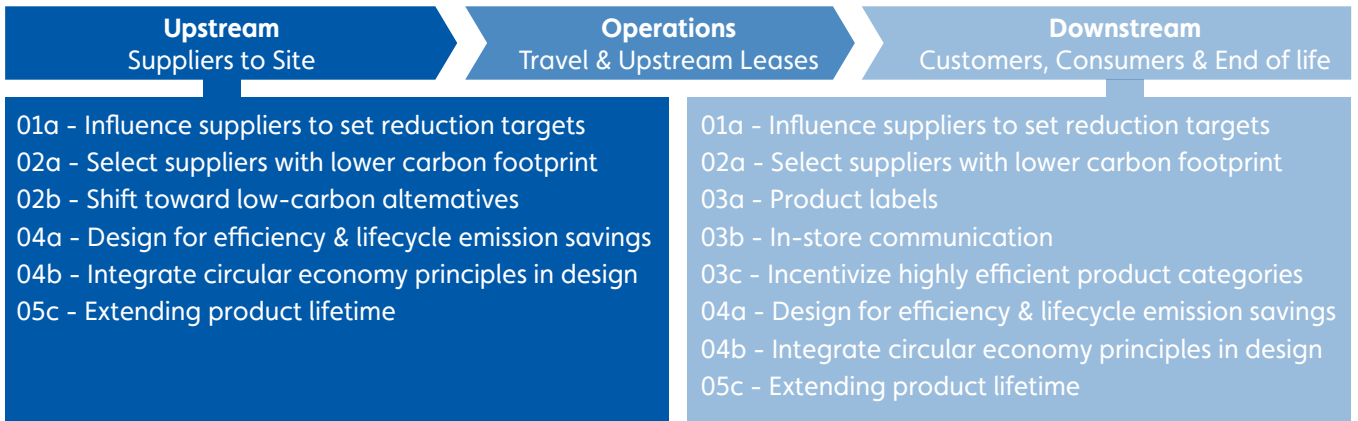 Upstream
Suppliers to Site
Operations
Travel & Upstream Leases
Downstream
Customers, Consumers & End of life
01a - Influence suppliers to set reduction targets
02a - Select suppliers with lower carbon footprint
02b - Shift toward low-carbon altematives
04a - Design for efficiency & lifecycle emission savings
04b - Integrate circular economy principles in design
05c - Extending product lifetime
01a - Influence suppliers to set reduction targets
02a - Select suppliers with lower carbon footprint
03a - Product labels
03b - In-store communication
03c - Incentivize highly efficient product categories
04a - Design for efficiency & lifecycle emission savings
04b - Integrate circular economy principles in design
05c - Extending product lifetime